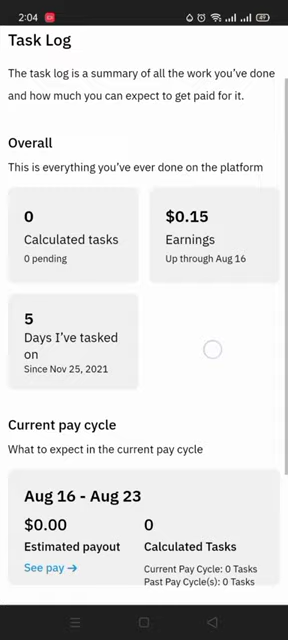 2:04
49
Task Log
The task log is a summary of all the work you've done
and how much you can expect to get paid for it.
Overall
This is everything you've ever done on the platform
0
Calculated tasks
0 pending
$0.15
Earnings
Up through Aug 16
5
Days I've tasked
on
Since Nov 25, 2021
Current pay cycle
What to expect in the current pay cycle
Aug 16 - Aug 23
$0.00
Estimated payout
See pay →
0
Calculated Tasks
Current Pay Cycle: 0 Tasks
Past Pay Cycle(s): 0 Tasks